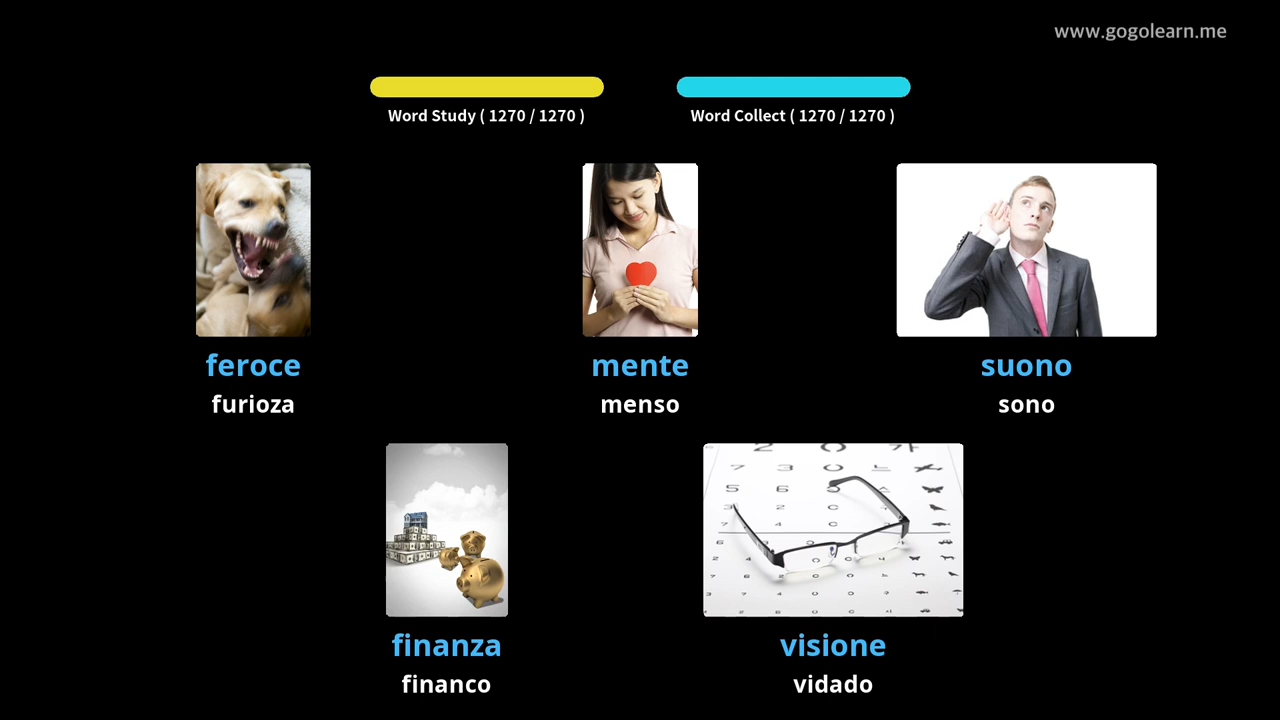 www.gogolearn.me
Word Study ( 1270 / 1270 )
Word Collect ( 1270 / 1270 )
feroce
furioza
mente
menso
suono
sono
finanza
financo
visione
vidado